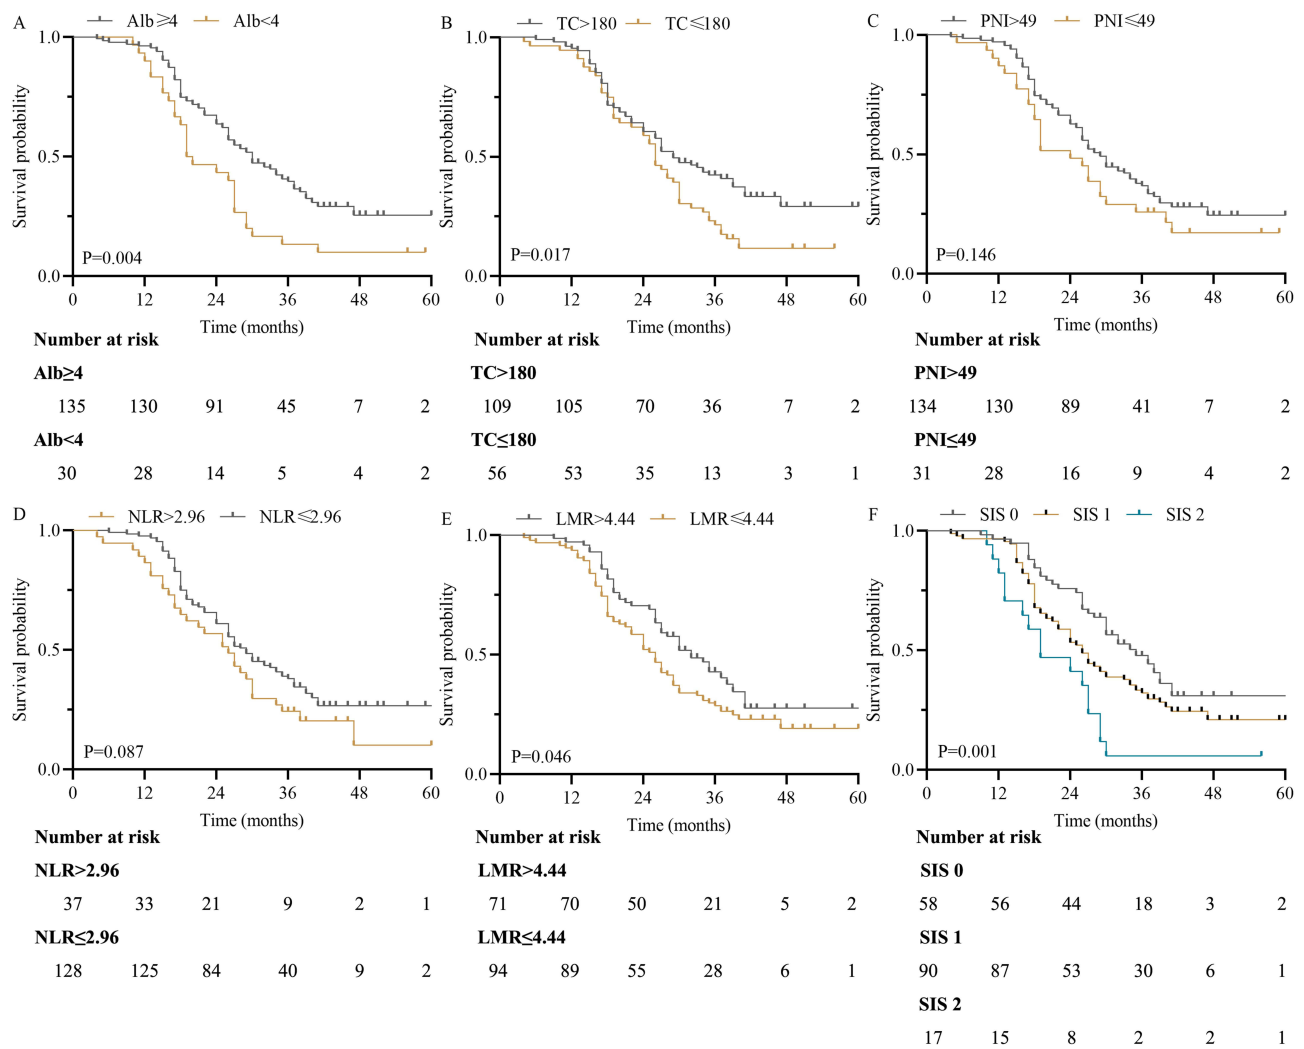 A
Alb⩾4 Alb<4
Survival probability
1.0
0.5
0.0
P=0.004
0 12 24 36 48 60
Time (months)
Number at risk
Alb≥4
135 130 91 45 7 2
Alb<4
30 28 14 5 4 2
B
TC>180 TC⩽180
Survival probability
1.0
0.5
0.0
P=0.017
0 12 24 36 48 60
Time (months)
Number at risk
TC>180
109 105 70 36 7 2
TC≤180
56 53 35 13 3 1
C
PNI>49 PNI⩽49
Survival probability
1.0
0.5
0.0
P=0.146
0 12 24 36 48 60
Time (months)
Number at risk
PNI>49
134 130 89 41 7 2
PNI≤49
31 28 16 9 4 2
D
NLR>2.96 NLR⩽2.96
Survival probability
1.0
0.5
0.0
P=0.087
0 12 24 36 48 60
Time (months)
Number at risk
NLR>2.96
37 33 21 9 2 1
NLR≤2.96
128 125 84 40 9 2
E
LMR>4.44 LMR⩽4.44
Survival probability
1.0
0.5
0.0
P=0.046
0 12 24 36 48 60
Time (months)
Number at risk
LMR>4.44
71 70 50 21 5 2
LMR≤4.44
94 89 55 28 6 1
F
SIS 0 SIS 1 SIS 2
Survival probability
1.0
0.5
0.0
P=0.001
0 12 24 36 48 60
Time (months)
Number at risk
SIS 0
58 56 44 18 3 2
SIS 1
90 87 53 30 6 1
SIS 2
17 15 8 2 2 1